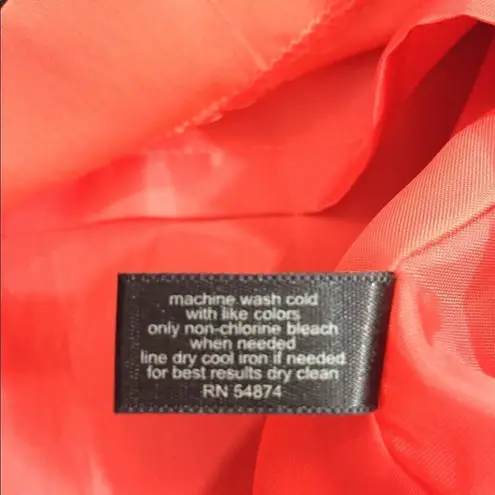 machine wash cold
with like colors
only non-chlorine bleach
when needed
line dry cool iron if needed
for best results dry clean
RN 54874